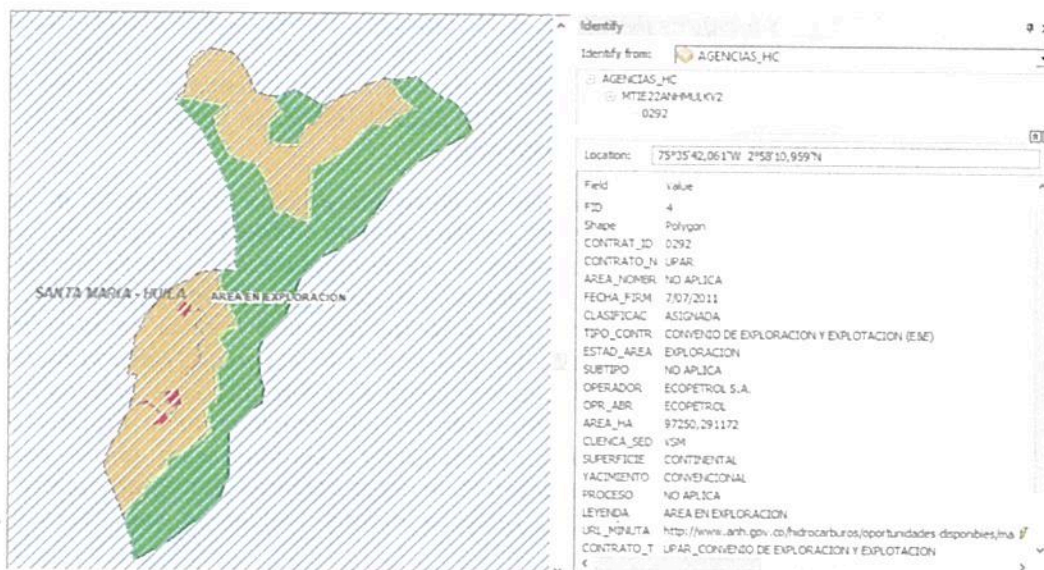 SANTA MARIA - HUILA
AREA EN EXPLORACION
Identify
Identify from: AGENCIAS_HC
AGENCIAS_HC
MTIE22ANHMULKV2
0292
Location: 75°35'42,061"W 2°58'10,959"N
Field Value
FID 4
Shape Polygon
CONTRAT_ID 0292
CONTRATO_N UPAR
AREA_NOMBR NO APLICA
FECHA_FIRM 7/07/2011
CLASIFICAC ASIGNADA
TIPO_CONTR CONVENIO DE EXPLORACION Y EXPLOTACION (E&E)
ESTAD_AREA EXPLORACION
SUBTIPO NO APLICA
OPERADOR ECOPETROL S.A.
OPR_ABR ECOPETROL
AREA_HA 97250,291172
CUENCA_SED VSM
SUPERFICIE CONTINENTAL
YACIMIENTO CONVENCIONAL
PROCESO NO APLICA
LEYENDA AREA EN EXPLORACION
URL_MINUTA http://www.anh.gov.co/hidrocarburos/oportunidades-disponibles/ma
CONTRATO_T UPAR_CONVENIO DE EXPLORACION Y EXPLOTACION